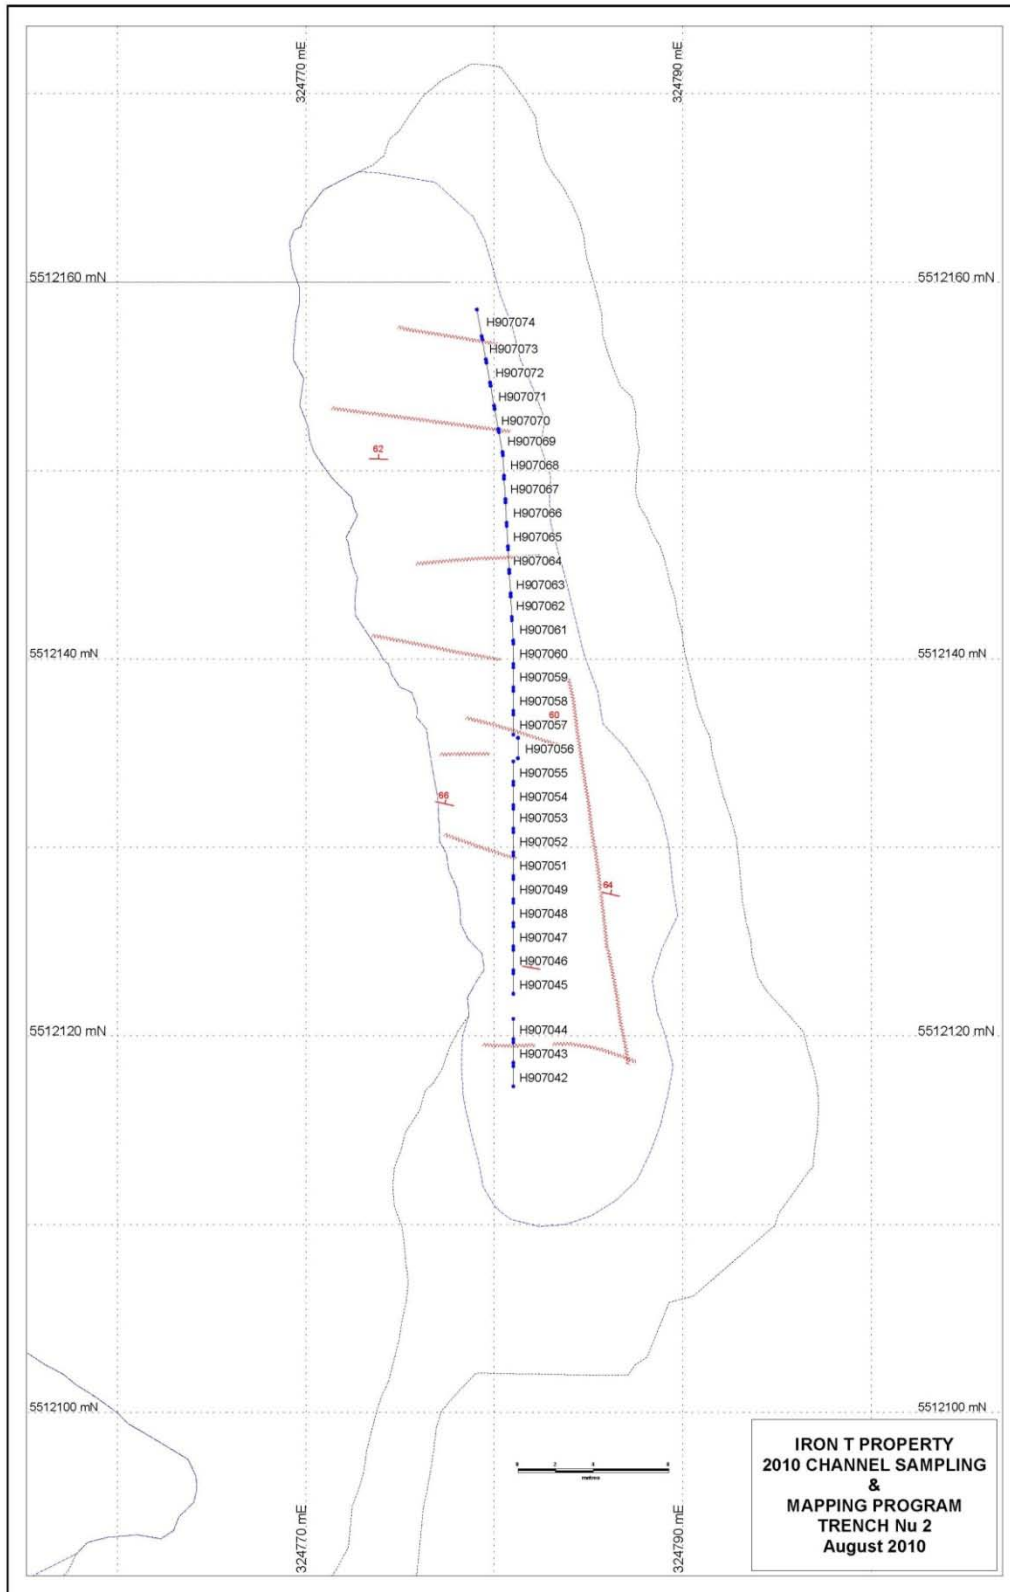 324770 mE
324790 mE
5512160 mN
5512160 mN
H907074
H907073
H907072
H907071
H907070
H907069
62
H907068
H907067
H907066
H907065
H907064
H907063
H907062
H907061
5512140 mN
H907060
5512140 mN
H907059
H907058
60
H907057
H907056
H907055
66
H907054
H907053
H907052
H907051
64
H907049
H907048
H907047
H907046
H907045
5512120 mN
H907044
5512120 mN
H907043
H907042
5512100 mN
5512100 mN
metres
324770 mE
324790 mE
IRON T PROPERTY
2010 CHANNEL SAMPLING
&
MAPPING PROGRAM
TRENCH Nu 2
August 2010